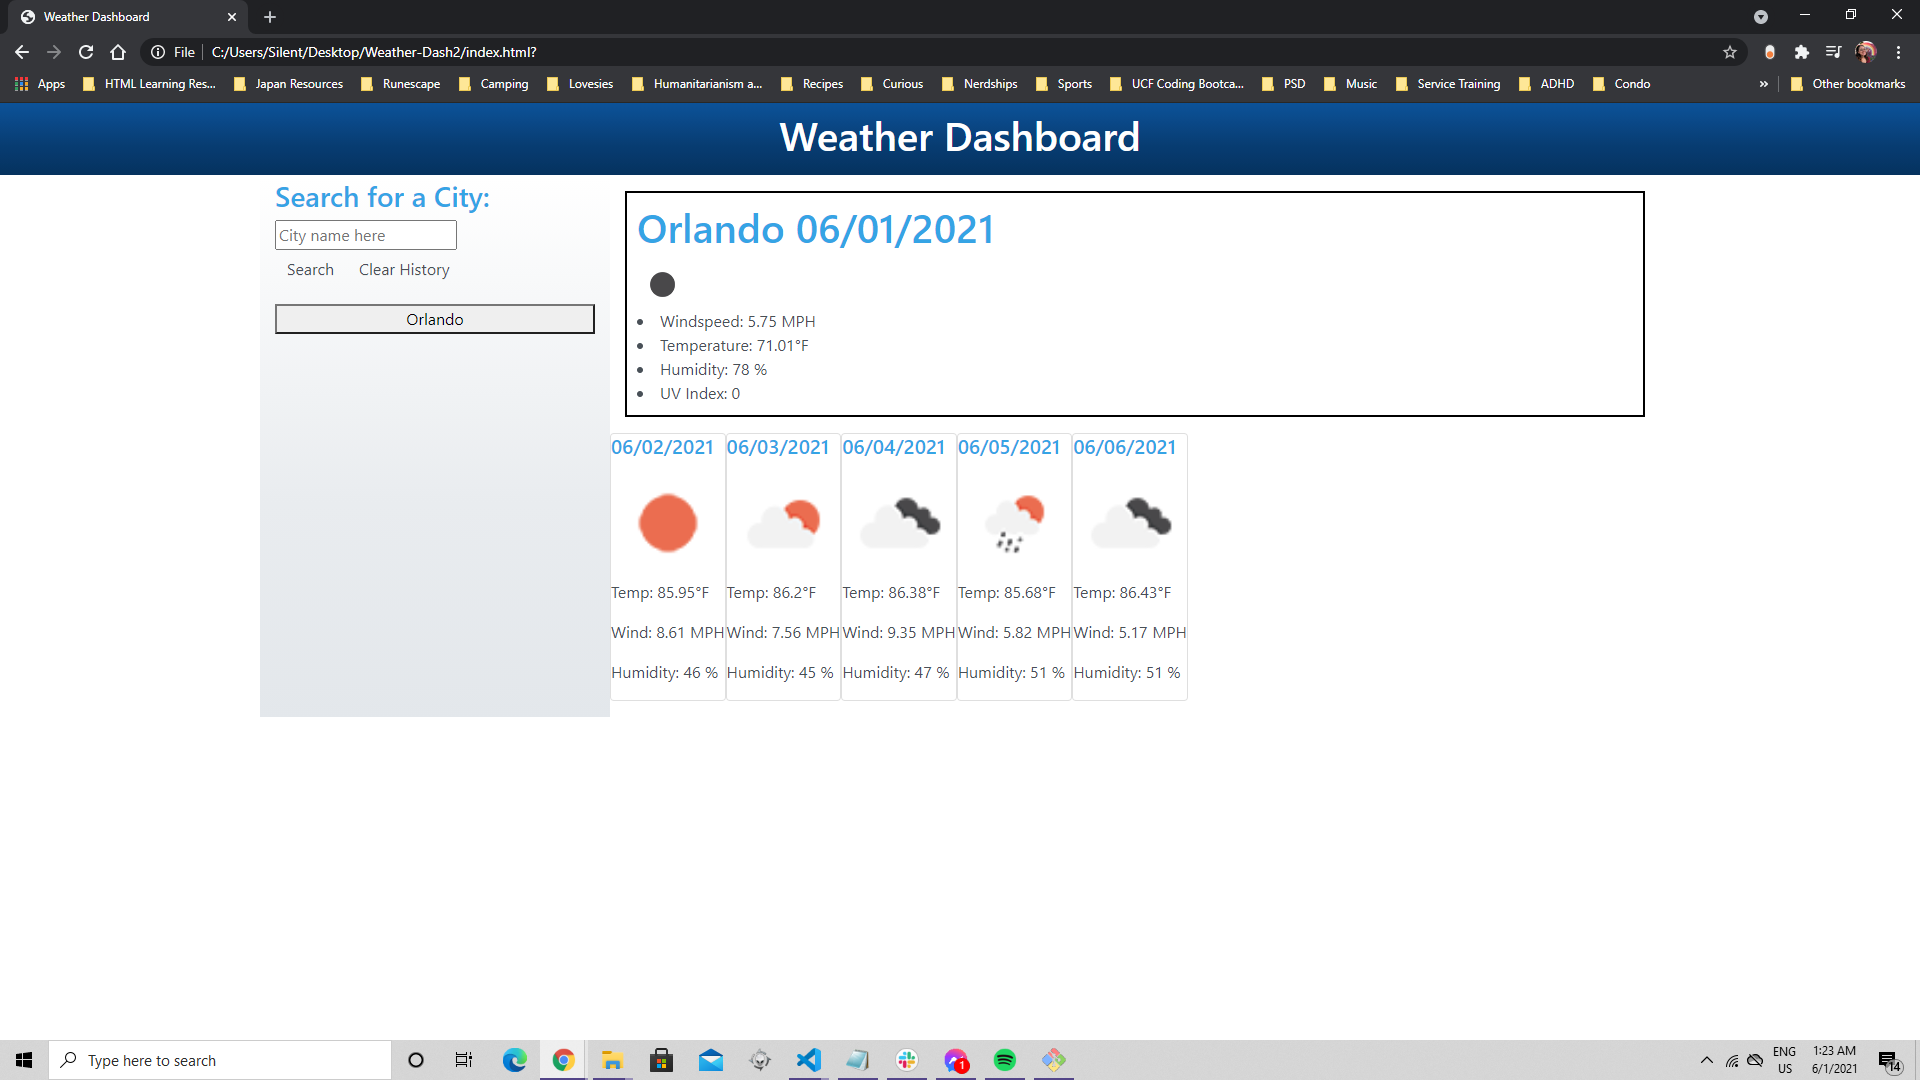 Weather Dashboard
File C:/Users/Silent/Desktop/Weather-Dash2/index.html?
Apps HTML Learning Res... Japan Resources Runescape Camping Lovesies Humanitarianism a... Recipes Curious Nerdships Sports UCF Coding Bootca... PSD Music Service Training ADHD Condo » Other bookmarks
Weather Dashboard
Search for a City:
City name here
Search Clear History
Orlando
Orlando 06/01/2021
Windspeed: 5.75 MPH
Temperature: 71.01°F
Humidity: 78 %
UV Index: 0
06/02/2021 06/03/2021 06/04/2021 06/05/2021 06/06/2021
Temp: 85.95°F Temp: 86.2°F Temp: 86.38°F Temp: 85.68°F Temp: 86.43°F
Wind: 8.61 MPH Wind: 7.56 MPH Wind: 9.35 MPH Wind: 5.82 MPH Wind: 5.17 MPH
Humidity: 46 % Humidity: 45 % Humidity: 47 % Humidity: 51 % Humidity: 51 %
Type here to search
1
ENG
US
1:23 AM
6/1/2021
14